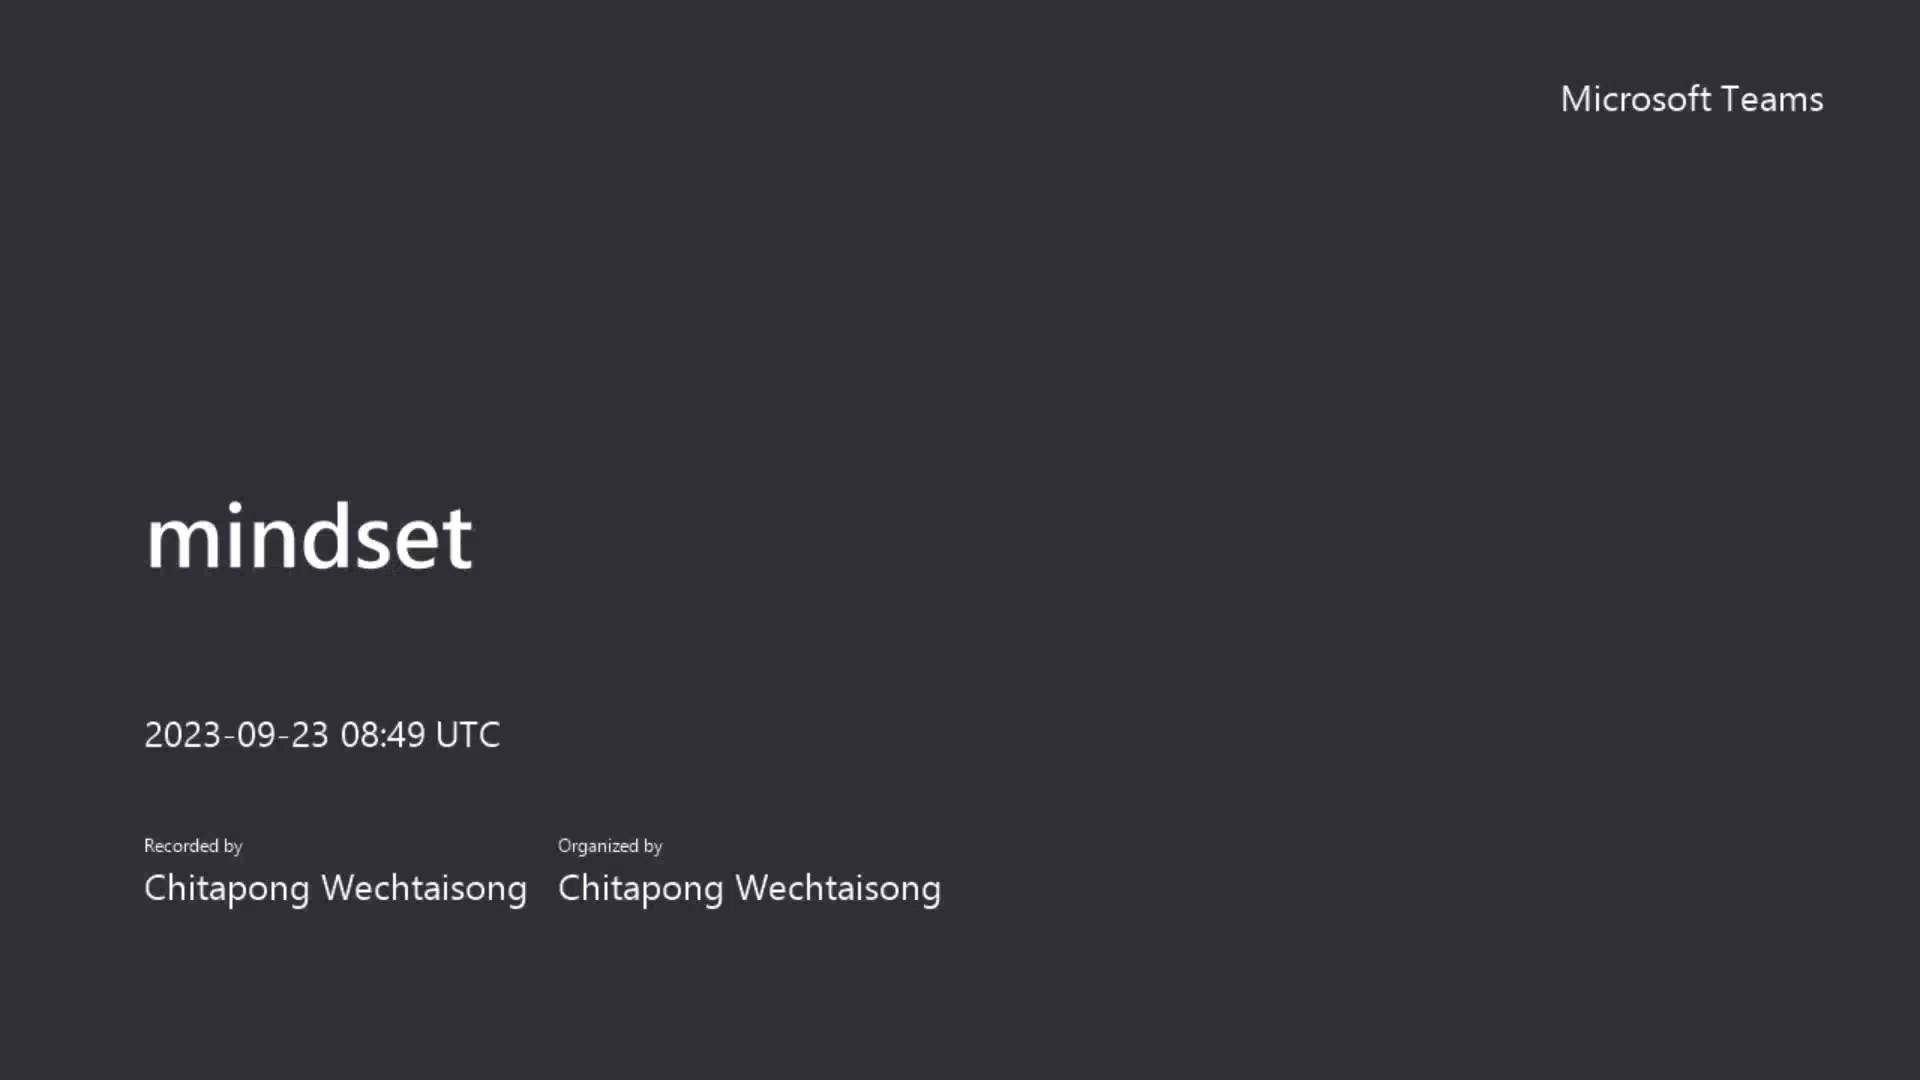 Microsoft Teams
mindset
2023-09-23 08:49 UTC
Recorded by
Chitapong Wechtaisong
Organized by
Chitapong Wechtaisong